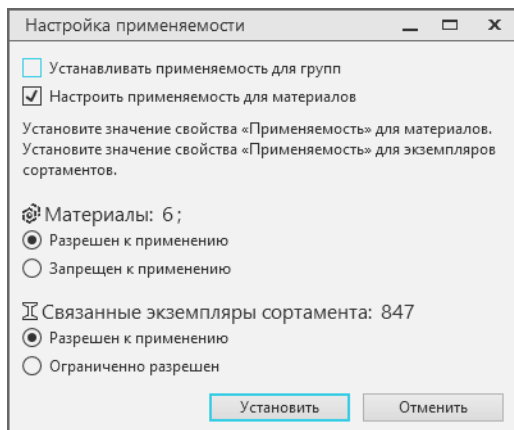 Настройка применяемости
Устанавливать применяемость для групп
Настроить применяемость для материалов
Установите значение свойства «Применяемость» для материалов.
Установите значение свойства «Применяемость» для экземпляров
сортаментов.
Материалы: 6 ;
Разрешен к применению
Запрещен к применению
Связанные экземпляры сортамента: 847
Разрешен к применению
Ограниченно разрешен
Установить Отменить